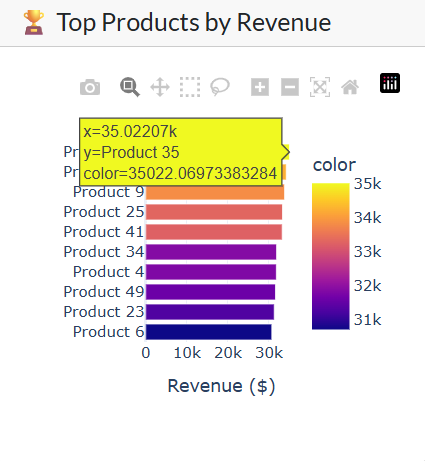 Top Products by Revenue
x=35.02207k
y=Product 35
color=35022.06973383284
Pr
Pr
Product 9
Product 25
Product 41
Product 34
Product 4
Product 49
Product 23
Product 6
0 10k 20k 30k
Revenue ($)
color
35k
34k
33k
32k
31k